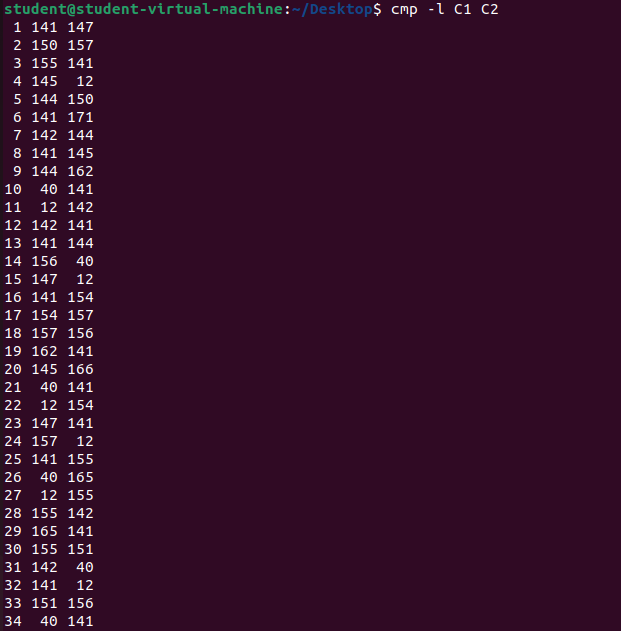 student@student-virtual-machine:~/Desktop$ cmp -l C1 C2
 1 141 147
 2 150 157
 3 155 141
 4 145  12
 5 144 150
 6 141 171
 7 142 144
 8 141 145
 9 144 162
10  40 141
11  12 142
12 142 141
13 141 144
14 156  40
15 147  12
16 141 154
17 154 157
18 157 156
19 162 141
20 145 166
21  40 141
22  12 154
23 147 141
24 157  12
25 141 155
26  40 165
27  12 155
28 155 142
29 165 141
30 155 151
31 142  40
32 141  12
33 151 156
34  40 141